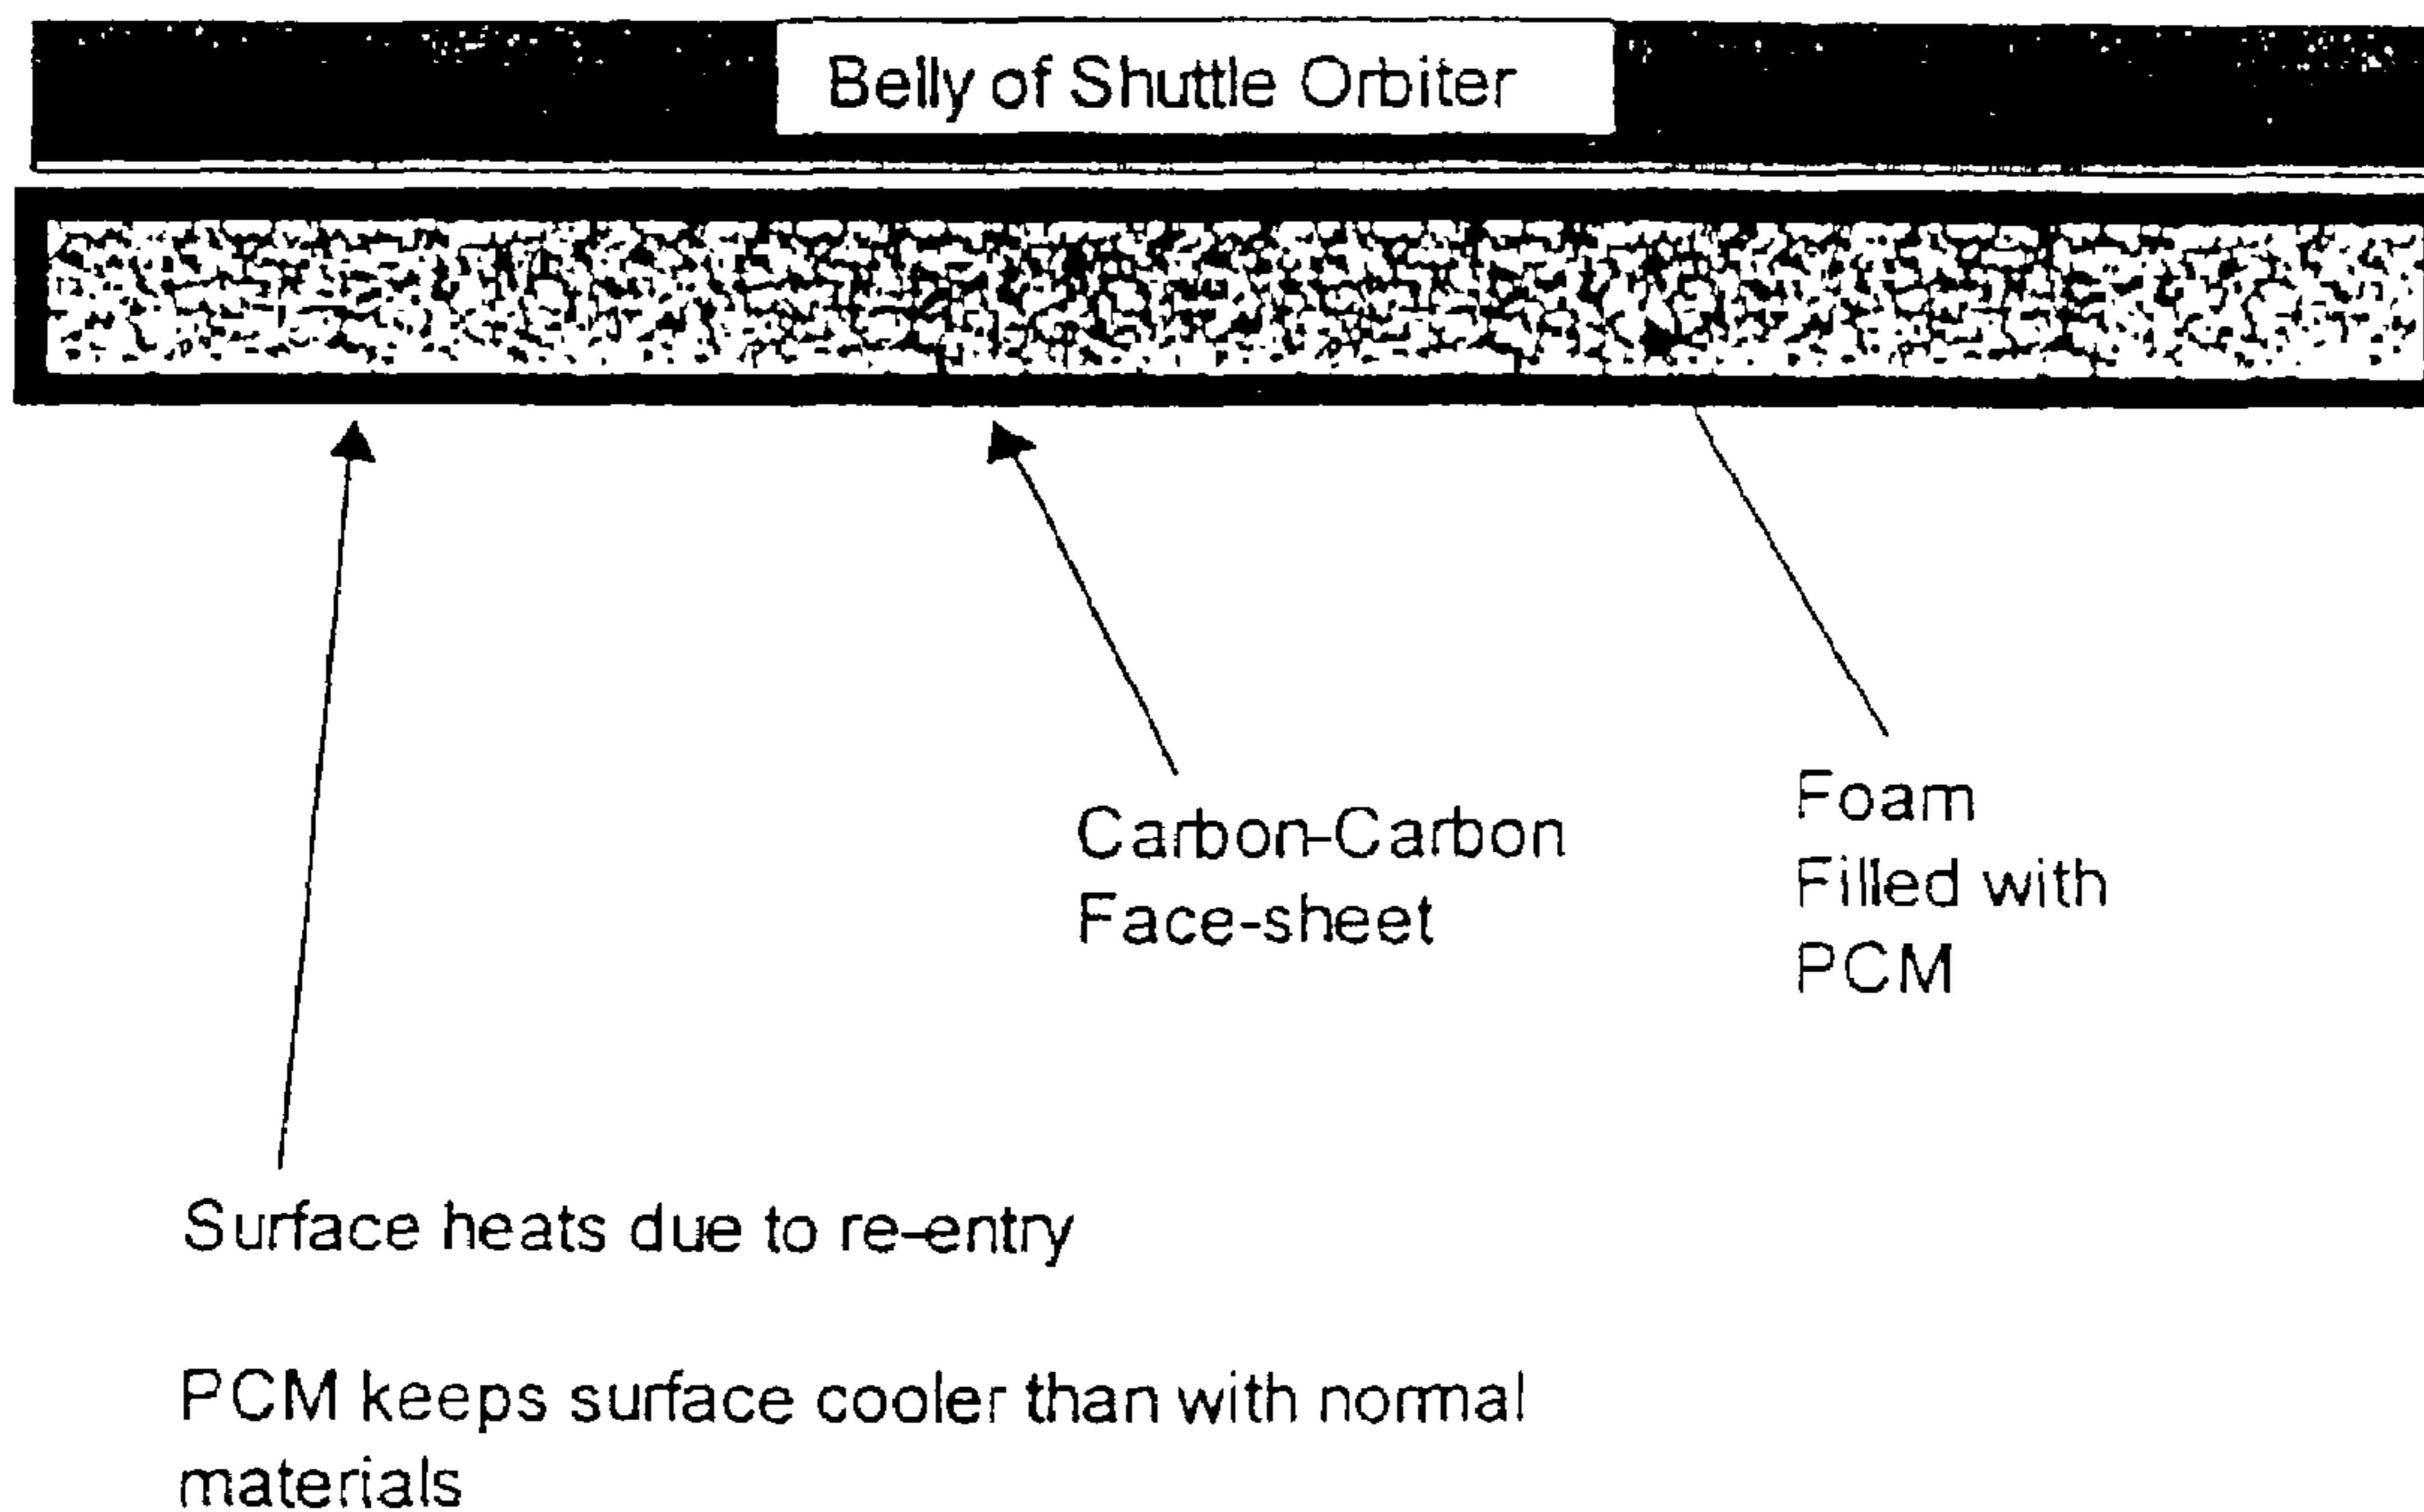 Belly of Shuttle Orbiter
Carbon-Carbon
Face-sheet
Foam
Filled with
PCM
Surface heats due to re-entry
PCM keeps surface cooler than with normal
materials